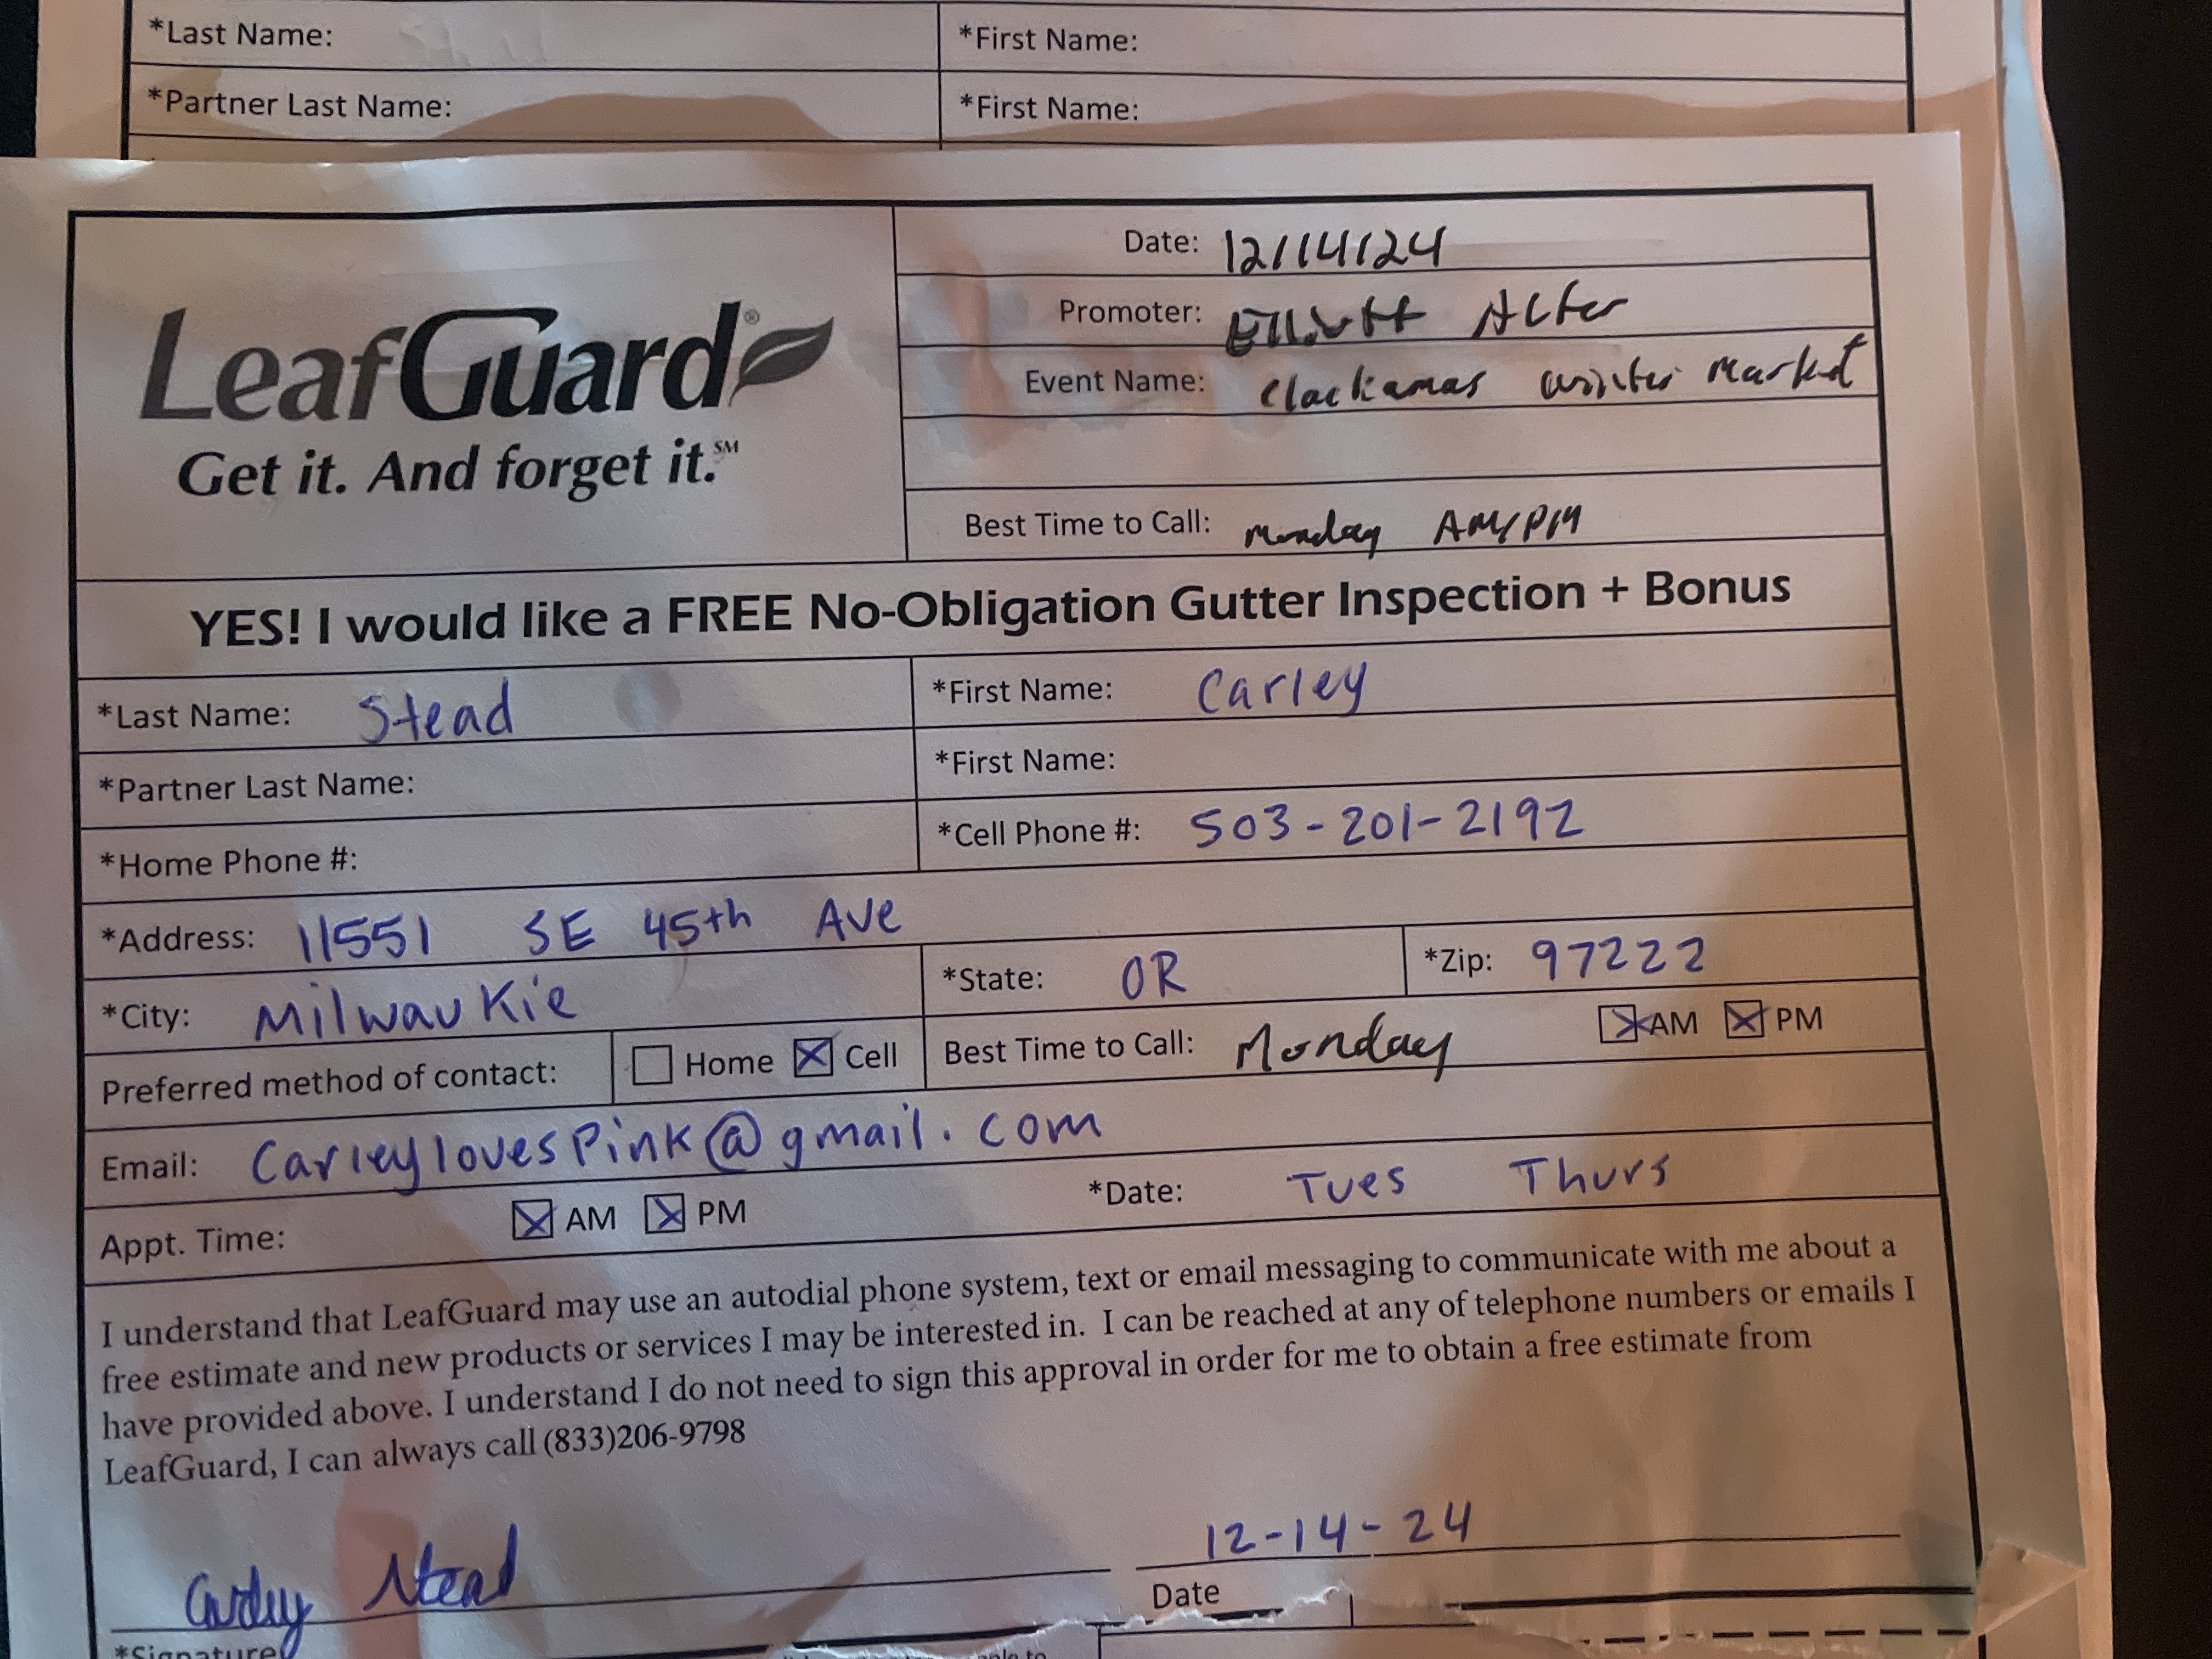 *Last Name:
*First Name:
*Partner Last Name:
*First Name:
LeafGuard®
Get it. And forget it.℠
Date: 12/14/24
Promoter: Elliott Alter
Event Name: clackamas winter market
Best Time to Call: Monday AM/PM
YES! I would like a FREE No-Obligation Gutter Inspection + Bonus
*Last Name: Stead *First Name: Carley
*Partner Last Name: *First Name:
*Home Phone #: *Cell Phone #: 503-201-2192
*Address: 11551 SE 45th Ave
*City: Milwaukie *State: OR *Zip: 97222
Preferred method of contact: ☐ Home ☒ Cell Best Time to Call: Monday ☒ AM ☒ PM
Email: Carleylovespink@gmail.com
Appt. Time: ☒ AM ☒ PM *Date: Tues Thurs
I understand that LeafGuard may use an autodial phone system, text or email messaging to communicate with me about a
free estimate and new products or services I may be interested in. I can be reached at any of telephone numbers or emails I
have provided above. I understand I do not need to sign this approval in order for me to obtain a free estimate from
LeafGuard, I can always call (833)206-9798
Carley Stead 12-14-24
*Signature Date